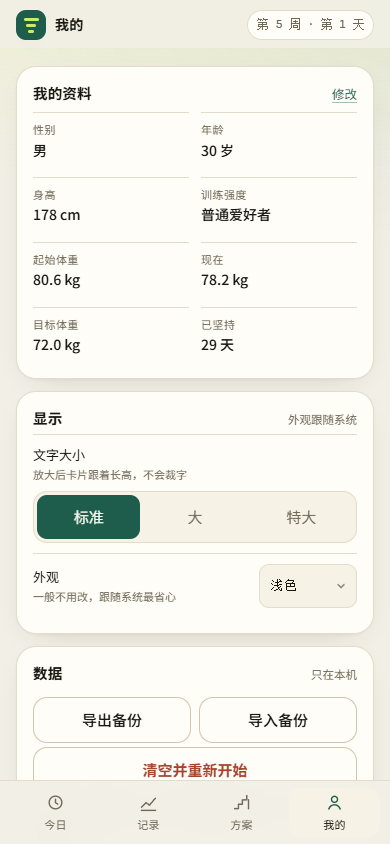 我的
第 5 周 · 第 1 天
我的资料
修改
性别
年龄
男
30 岁
身高
训练强度
178 cm
普通爱好者
起始体重
现在
80.6 kg
78.2 kg
目标体重
已坚持
72.0 kg
29 天
显示
外观跟随系统
文字大小
放大后卡片跟着长高，不会裁字
标准
大
特大
外观
一般不用改，跟随系统最省心
浅色
数据
只在本机
导出备份
导入备份
清空并重新开始
今日
记录
方案
我的